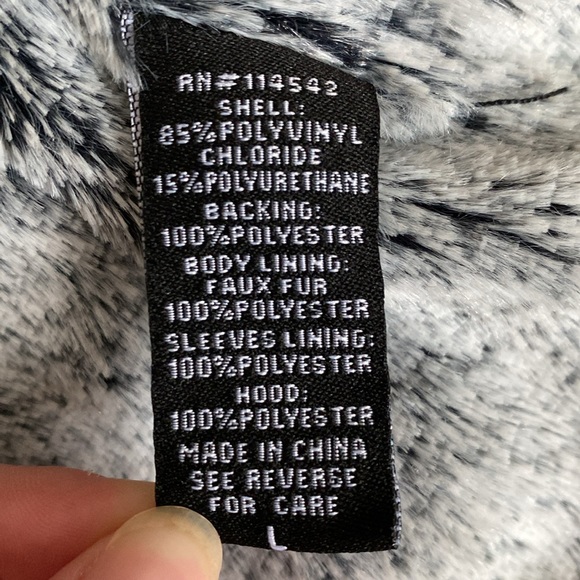 RN#114542
SHELL:
85%POLYVINYL
CHLORIDE
15%POLYURETHANE
BACKING:
100%POLYESTER
BODY LINING:
FAUX FUR
100%POLYESTER
SLEEVES LINING:
100%POLYESTER
HOOD:
100%POLYESTER
MADE IN CHINA
SEE REVERSE
FOR CARE
L